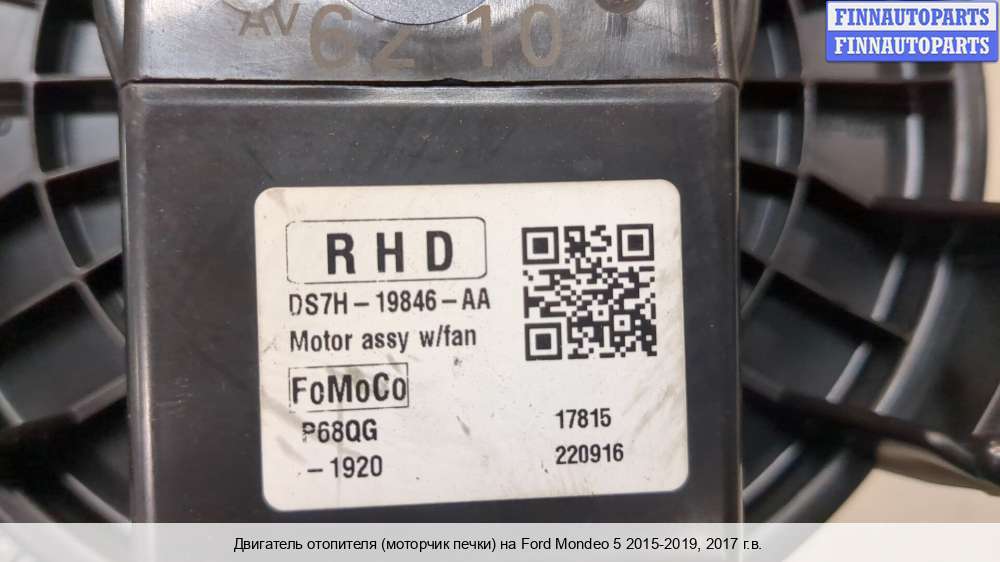 FINNAUTOPARTS
FINNAUTOPARTS
AV 6210
RHD
DS7H-19846-AA
Motor assy w/fan
FoMoCo
P68QG
-1920
17815
220916
Двигатель отопителя (моторчик печки) на Ford Mondeo 5 2015-2019, 2017 г.в.